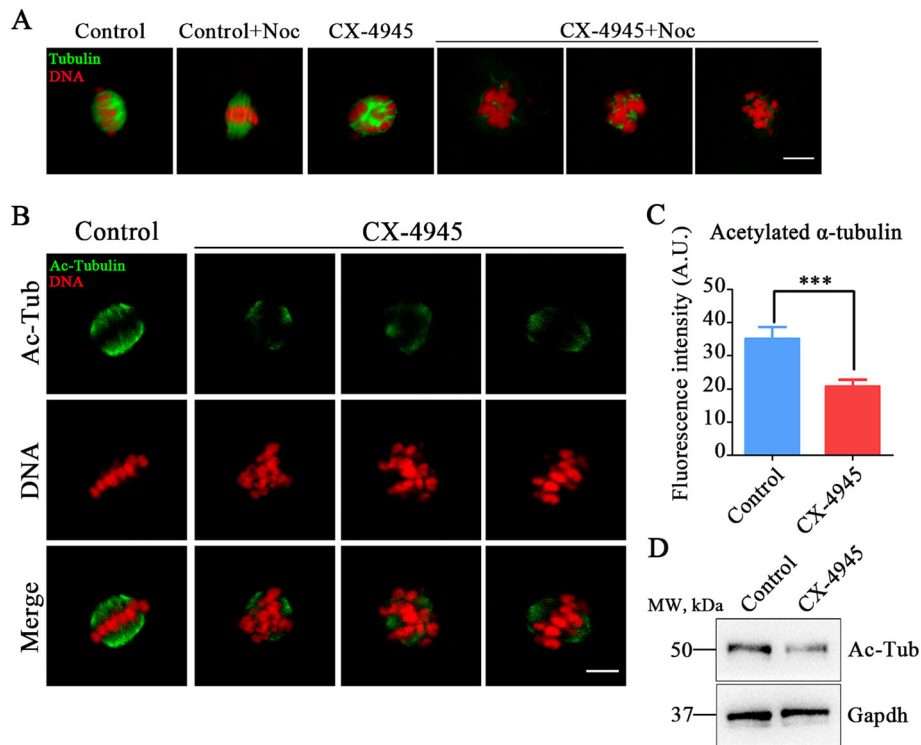 A
Control
Control+Noc
CX-4945
CX-4945+Noc
Tubulin
DNA
B
Control
CX-4945
Ac-Tubulin
DNA
Ac-Tub
DNA
Merge
C
Acetylated α-tubulin
Fluorescence intensity (A.U.)
50
40
30
20
10
0
***
Control
CX-4945
D
Control
CX-4945
MW, kDa
50
Ac-Tub
37
Gapdh